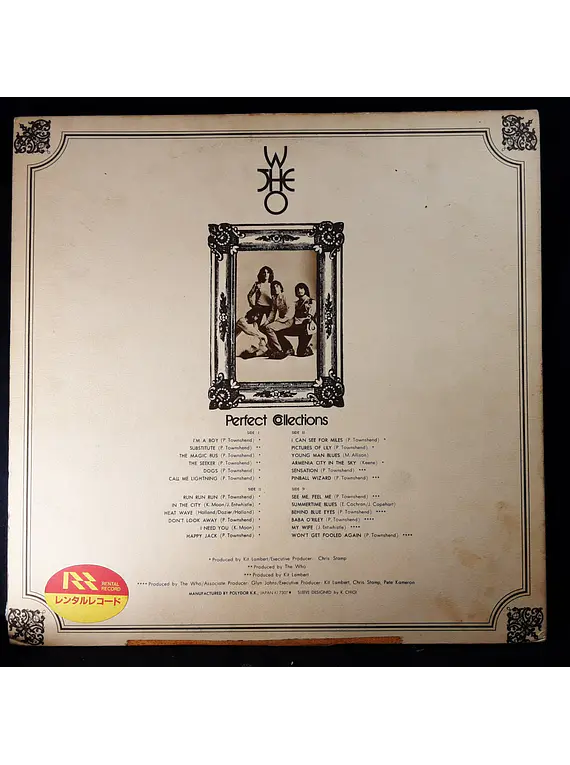 W
THE
O
Perfect Collections
SIDE I
I'M A BOY (P. Townshend) *
SUBSTITUTE (P. Townshend) **
THE MAGIC BUS (P. Townshend) *
THE SEEKER (P. Townshend) **
DOGS (P. Townshend) *
CALL ME LIGHTNING (P. Townshend) *
SIDE II
RUN RUN RUN (P. Townshend) *
IN THE CITY (K. Moon/J. Entwistle) *
HEAT WAVE (Holland/Dozier/Holland) *
DON'T LOOK AWAY (P. Townshend) *
I NEED YOU (K. Moon) *
HAPPY JACK (P. Townshend) *
SIDE
I CAN SEE FOR MILES (P. Townshend) *
PICTURES OF LILY (P. Townshend) *
YOUNG MAN BLUES (M. Allison)
ARMENIA CITY IN THE SKY (Keene) *
SENSATION (P. Townshend) ***
PINBALL WIZARD (P. Townshend) ***
SIDE
SEE ME, FEEL ME (P. Townshend) ***
SUMMERTIME BLUES (E. Cochran/J. Capehart)
BEHIND BLUE EYES (P. Townshend) ****
BABA O'RILEY (P. Townshend) ****
MY WIFE (J. Entwistle) ****
WON'T GET FOOLED AGAIN (P. Townshend) ****
* Produced by Kit Lambert/Executive Producer: Chris Stamp
** Produced by The Who
*** Produced by Kit Lambert
**** Produced by The Who/Associate Producer: Glyn Johns/Executive Producer: Kit Lambert, Chris Stamp, Pete Kameron
MANUFACTURED BY POLYDOR K.K., JAPAN SLEEVE DESIGNED by K. CHIGI
RR
RENTAL
RECORD
レンタルレコード